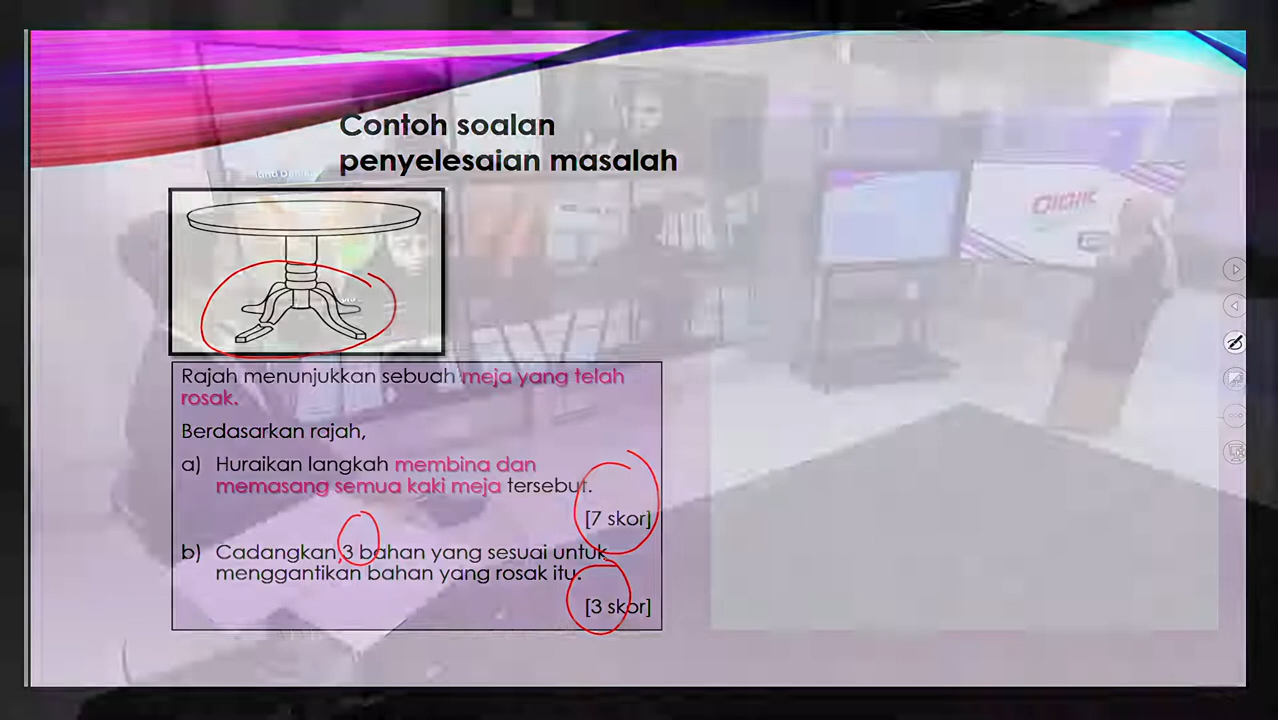 Contoh soalan
penyelesaian masalah
Rajah menunjukkan sebuah meja yang telah
rosak.
Berdasarkan rajah,
a) Huraikan langkah membina dan
memasang semua kaki meja tersebut.
[7 skor]
b) Cadangkan 3 bahan yang sesuai untuk
menggantikan bahan yang rosak itu.
[3 skor]